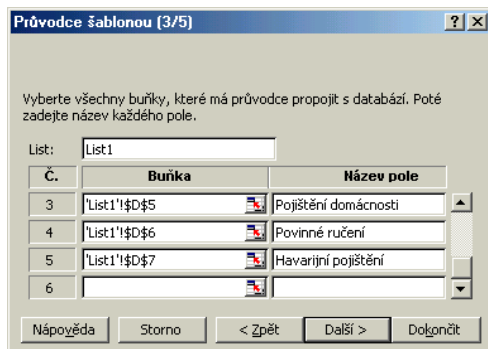 Průvodce šablonou (3/5)
Vyberte všechny buňky, které má průvodce propojit s databází. Poté
zadejte název každého pole.
List: List1
Č. Buňka Název pole
3 'List1'!$D$5 Pojištění domácnosti
4 'List1'!$D$6 Povinné ručení
5 'List1'!$D$7 Havarijní pojištění
6
Nápověda Storno < Zpět Další > Dokončit